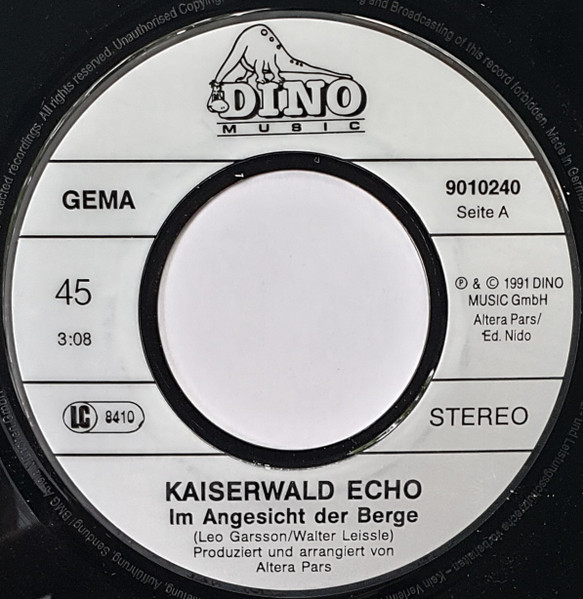 DINO
MUSIC
GEMA
9010240
Seite A
45
3:08
℗ & © 1991 DINO
MUSIC GmbH
Altera Pars/
Ed. Nido
LC 8410
STEREO
KAISERWALD ECHO
Im Angesicht der Berge
(Leo Garsson/Walter Leissle)
Produziert und arrangiert von
Altera Pars
All rights reserved. Unauthorised Copying
and Broadcasting of this record forbidden. Made in